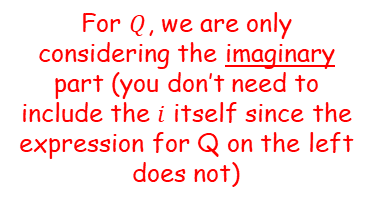 For Q, we are only
considering the imaginary
part (you don't need to
include the i itself since the
expression for Q on the left
does not)